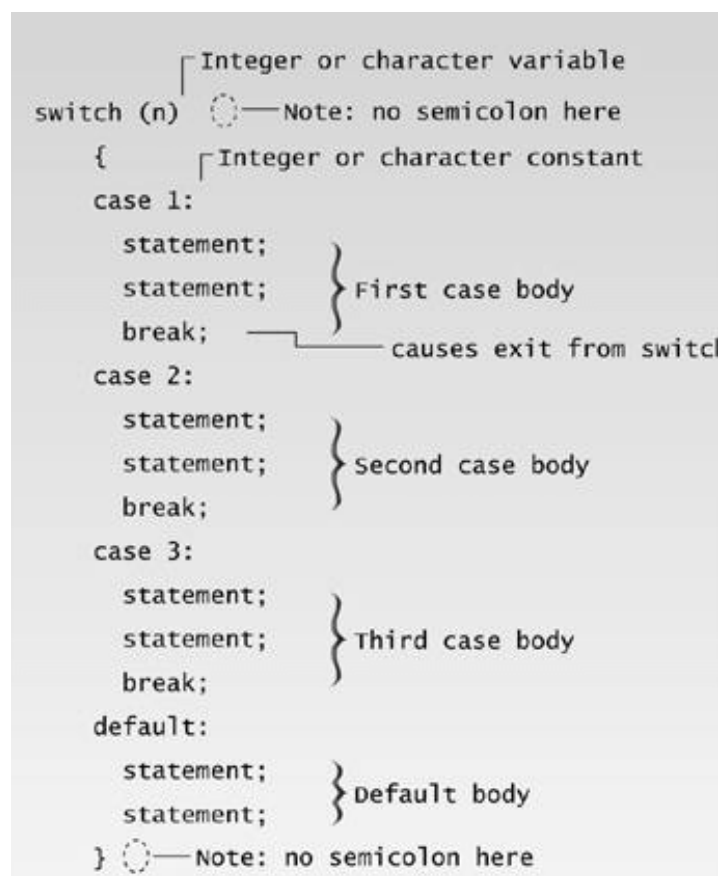 Integer or character variable
switch (n) Note: no semicolon here
{ Integer or character constant
case 1:
statement;
statement; First case body
break;
causes exit from switch
case 2:
statement;
statement; Second case body
break;
case 3:
statement;
statement; Third case body
break;
default:
statement;
statement; Default body
} Note: no semicolon here